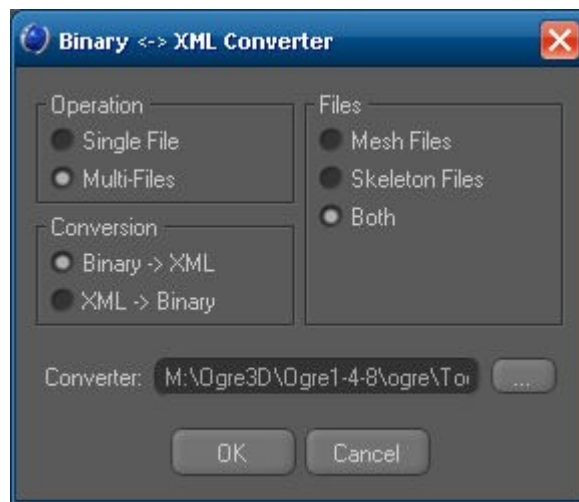 Binary <-> XML Converter
Operation
Single File
Multi-Files
Conversion
Binary -> XML
XML -> Binary
Files
Mesh Files
Skeleton Files
Both
Converter: M:\Ogre3D\Ogre1-4-8\ogre\Too ...
OK Cancel